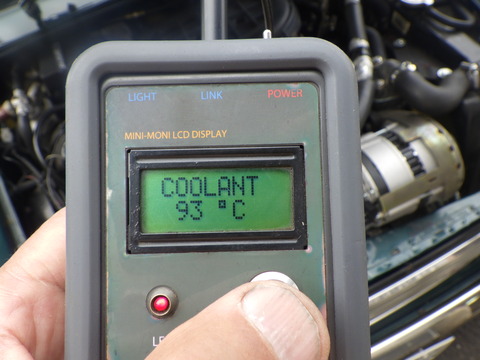 LIGHT LINK POWER
MINI-MONI LCD DISPLAY
COOLANT
93 °C